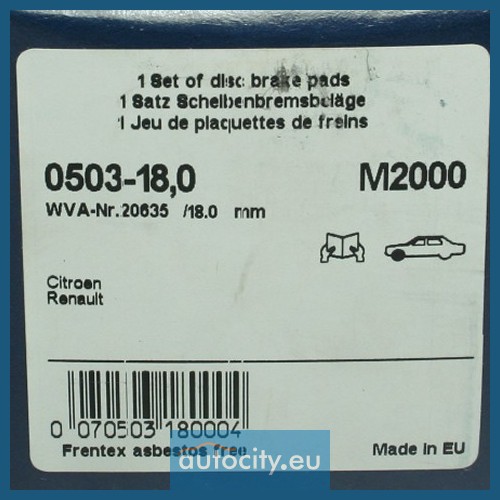 1 Set of disc brake pads
1 Satz Scheibenbremsbeläge
1 Jeu de plaquettes de freins
0503-18,0 M2000
WVA-Nr.20635 /18.0 mm
Citroen
Renault
0 070503 180004
Frentex asbestos free
Made in EU
autocity.eu